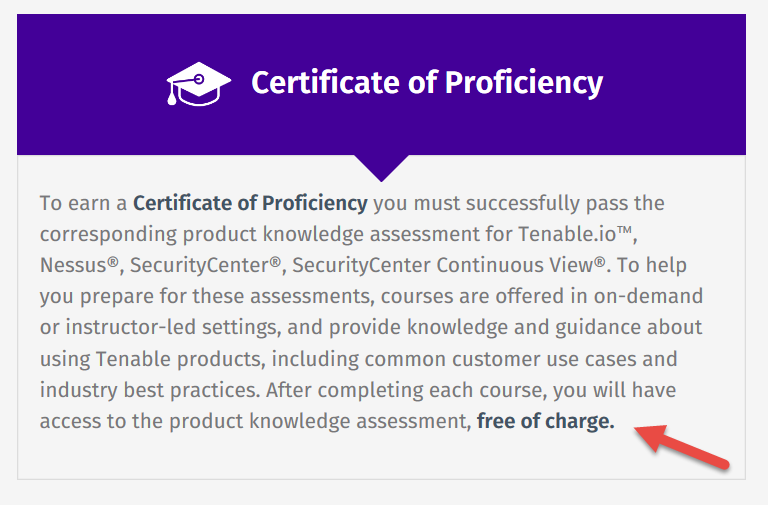 Certificate of Proficiency
To earn a Certificate of Proficiency you must successfully pass the
corresponding product knowledge assessment for Tenable.io™,
Nessus®, SecurityCenter®, SecurityCenter Continuous View®. To help
you prepare for these assessments, courses are offered in on-demand
or instructor-led settings, and provide knowledge and guidance about
using Tenable products, including common customer use cases and
industry best practices. After completing each course, you will have
access to the product knowledge assessment, free of charge.